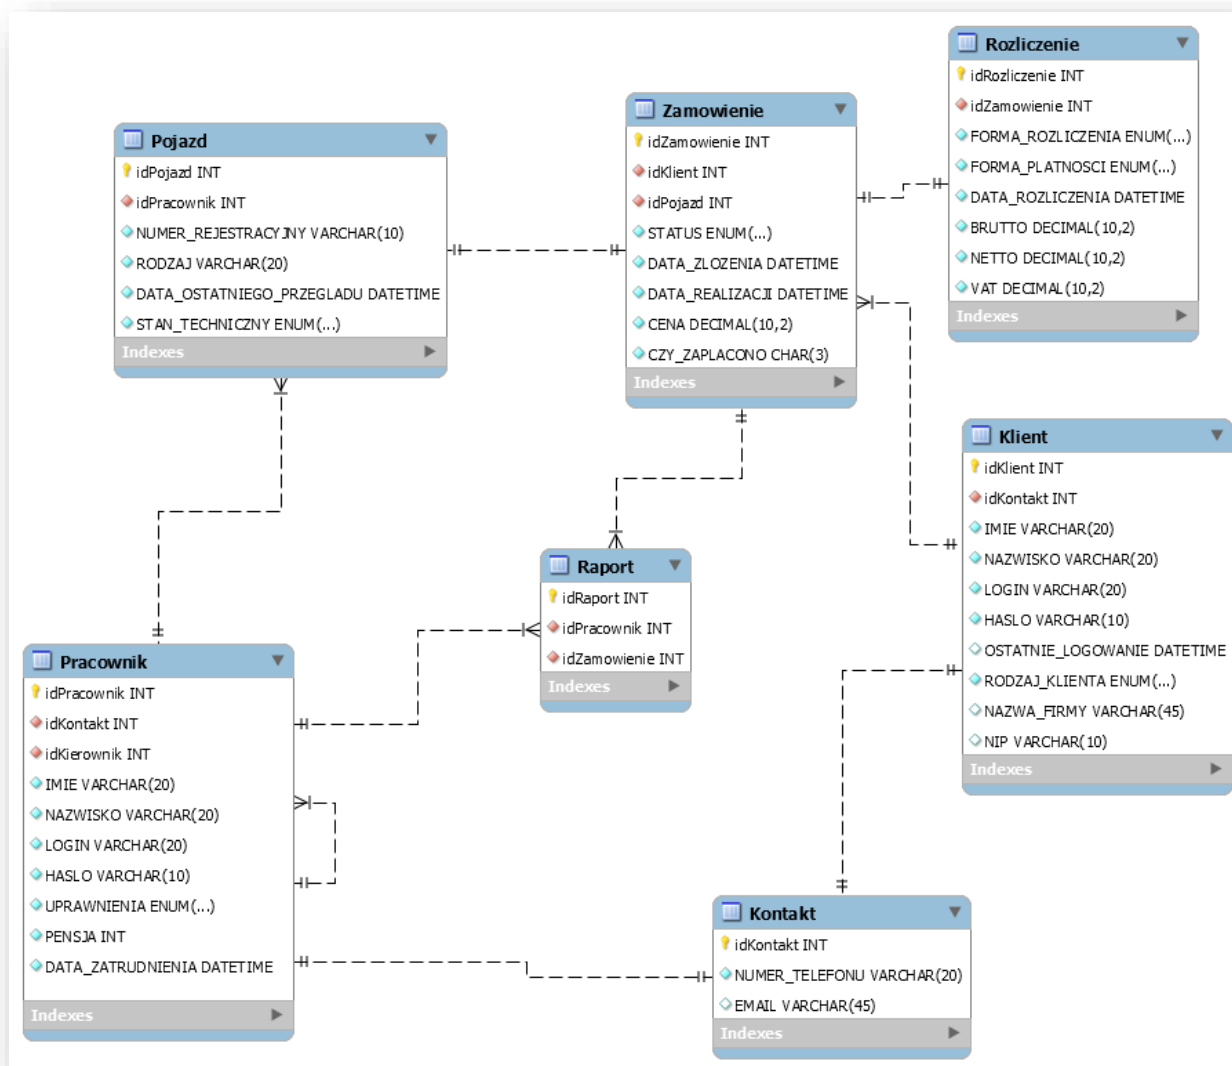 Rozliczenie
idRozliczenie INT
idZamowienie INT
FORMA_ROZLICZENIA ENUM(...)
FORMA_PLATNOSCI ENUM(...)
DATA_ROZLICZENIA DATETIME
BRUTTO DECIMAL(10,2)
NETTO DECIMAL(10,2)
VAT DECIMAL(10,2)
Indexes
Zamowienie
idZamowienie INT
idKlient INT
idPojazd INT
STATUS ENUM(...)
DATA_ZLOZENIA DATETIME
DATA_REALIZACJI DATETIME
CENA DECIMAL(10,2)
CZY_ZAPLACONO CHAR(3)
Indexes
Pojazd
idPojazd INT
idPracownik INT
NUMER_REJESTRACYJNY VARCHAR(10)
RODZAJ VARCHAR(20)
DATA_OSTATNIEGO_PRZEGLADU DATETIME
STAN_TECHNICZNY ENUM(...)
Indexes
Klient
idKlient INT
idKontakt INT
IMIE VARCHAR(20)
NAZWISKO VARCHAR(20)
LOGIN VARCHAR(20)
HASLO VARCHAR(10)
OSTATNIE_LOGOWANIE DATETIME
RODZAJ_KLIENTA ENUM(...)
NAZWA_FIRMY VARCHAR(45)
NIP VARCHAR(10)
Indexes
Raport
idRaport INT
idPracownik INT
idZamowienie INT
Indexes
Pracownik
idPracownik INT
idKontakt INT
idKierownik INT
IMIE VARCHAR(20)
NAZWISKO VARCHAR(20)
LOGIN VARCHAR(20)
HASLO VARCHAR(10)
UPRAWNIENIA ENUM(...)
PENSJA INT
DATA_ZATRUDNIENIA DATETIME
Indexes
Kontakt
idKontakt INT
NUMER_TELEFONU VARCHAR(20)
EMAIL VARCHAR(45)
Indexes